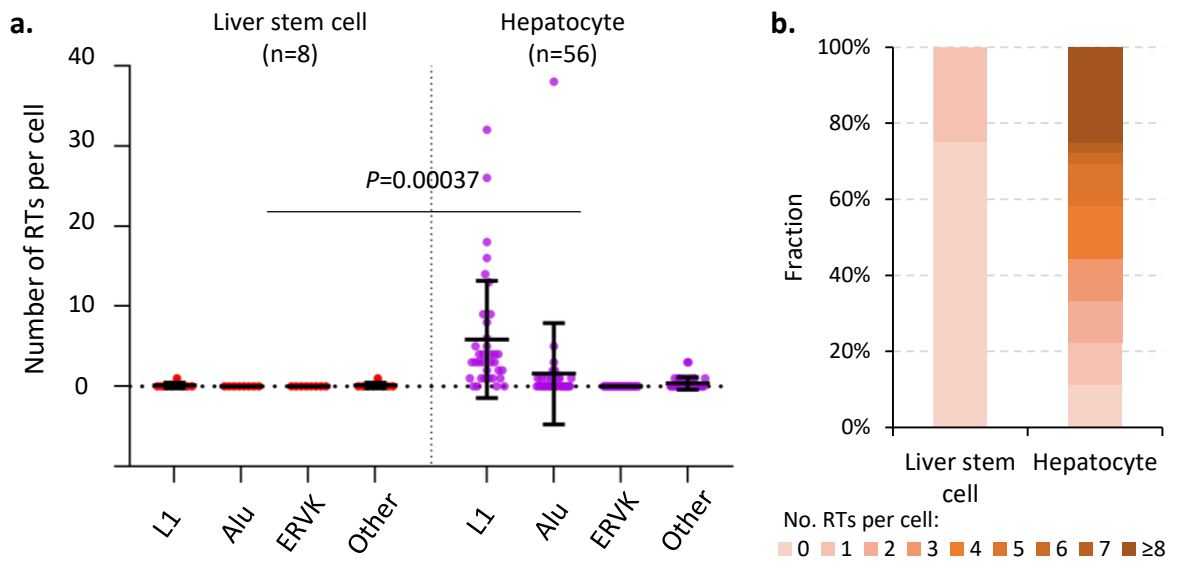 a.
Liver stem cell
(n=8)
Hepatocyte
(n=56)
Number of RTs per cell
40
30
20
10
0
P=0.00037
L1
Alu
ERVK
Other
L1
Alu
ERVK
Other
b.
Fraction
100%
80%
60%
40%
20%
0%
Liver stem
cell
Hepatocyte
No. RTs per cell:
0 1 2 3 4 5 6 7 ≥8